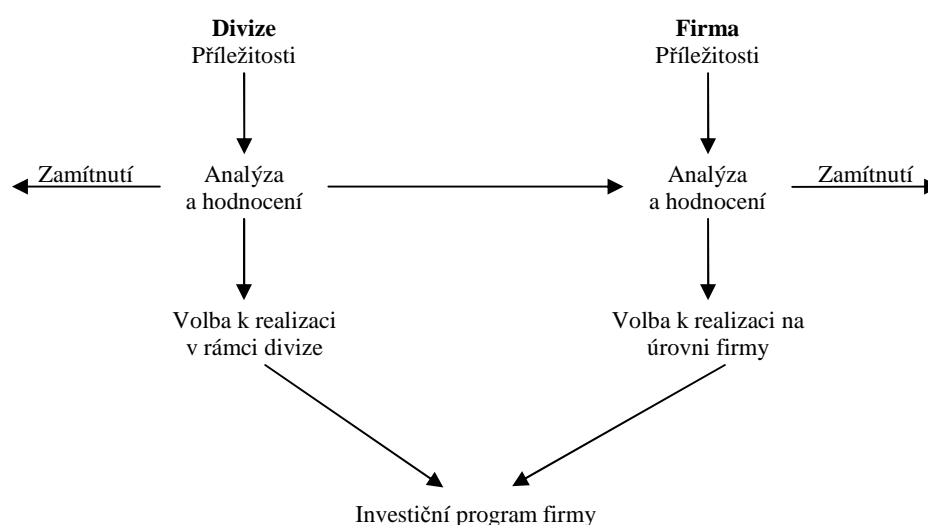 Divize
Příležitosti
Firma
Příležitosti
Zamítnutí
Analýza
a hodnocení
Analýza
a hodnocení
Zamítnutí
Volba k realizaci
v rámci divize
Volba k realizaci na
úrovni firmy
Investiční program firmy